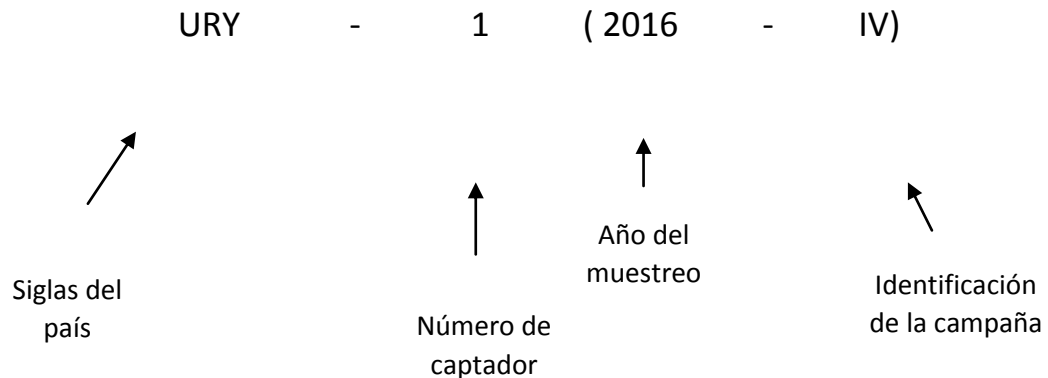 URY - 1 ( 2016 - IV)
Año del
muestreo
Siglas del
país
Identificación
de la campaña
Número de
captador